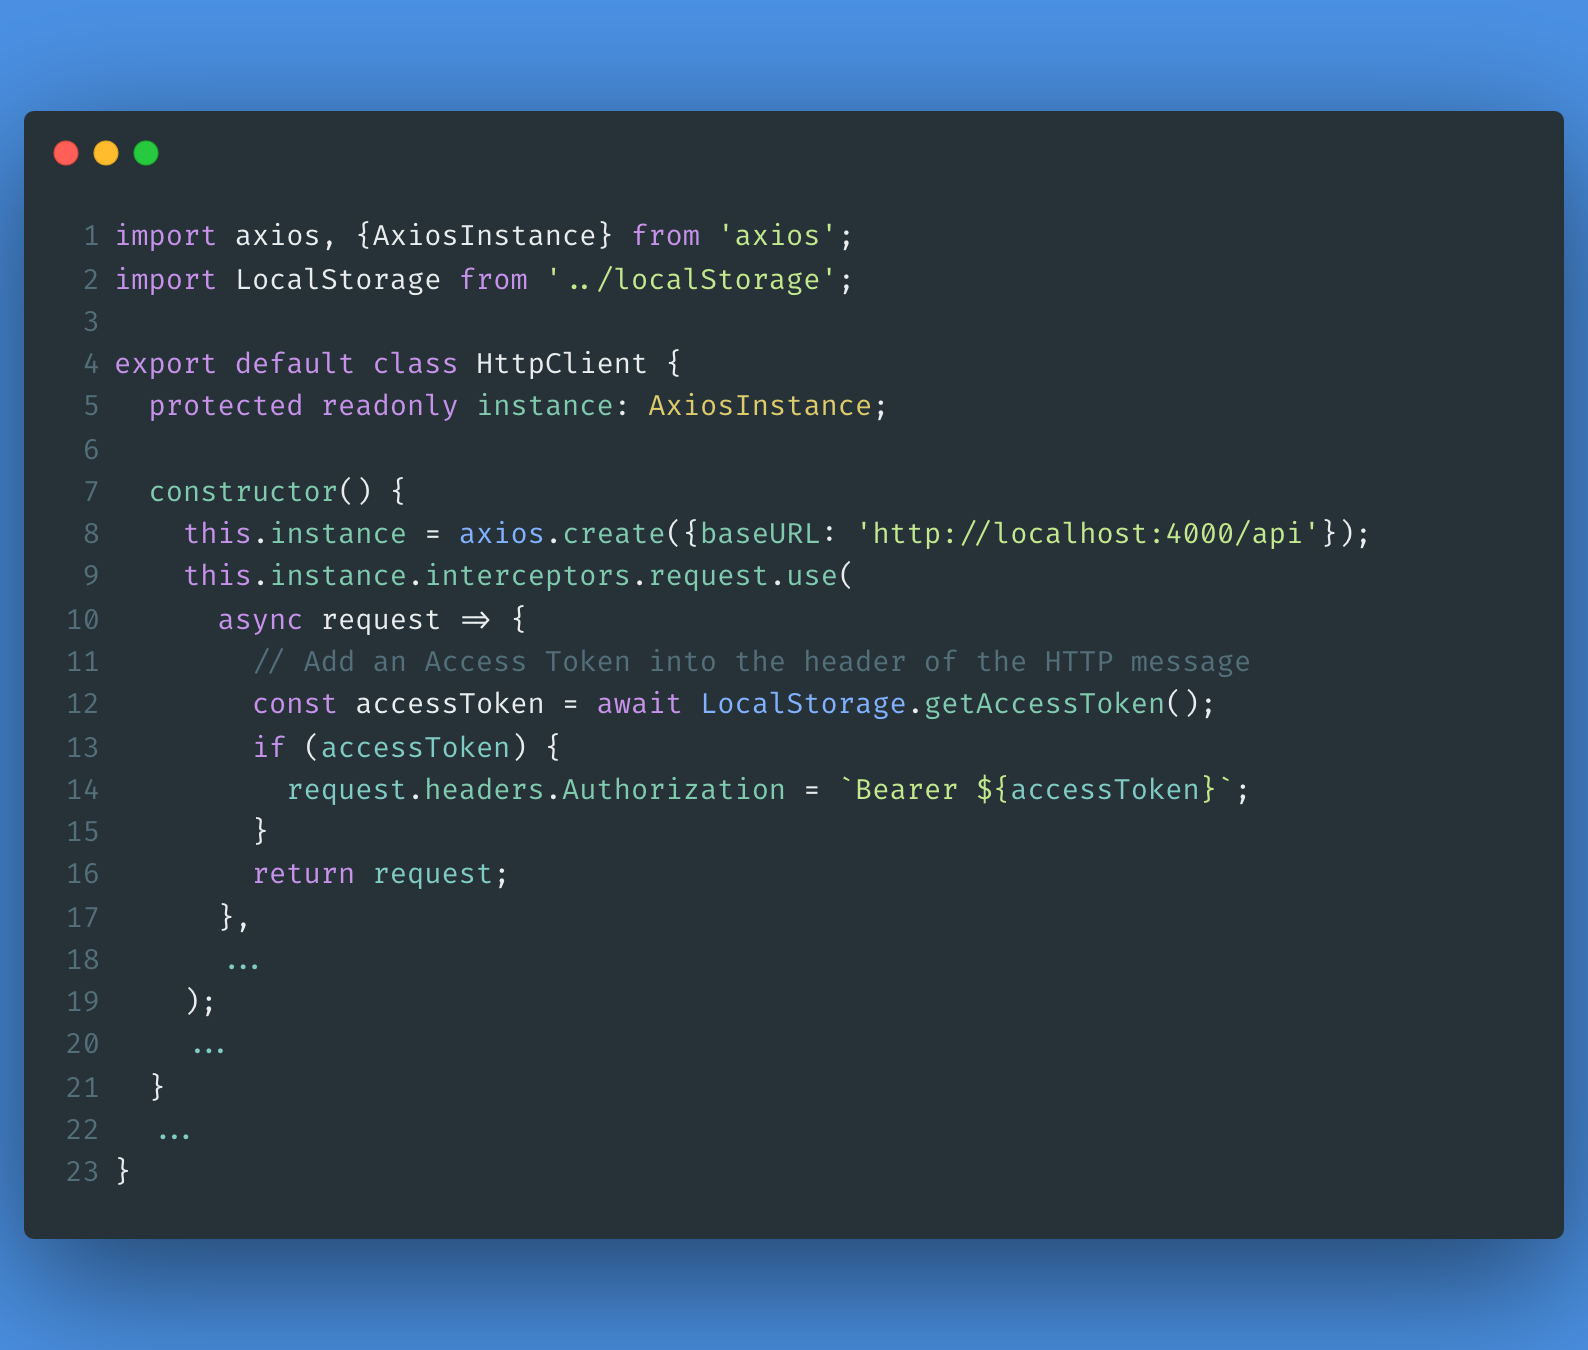 1 import axios, {AxiosInstance} from 'axios';
2 import LocalStorage from '../localStorage';
3
4 export default class HttpClient {
5   protected readonly instance: AxiosInstance;
6
7   constructor() {
8     this.instance = axios.create({baseURL: 'http://localhost:4000/api'});
9     this.instance.interceptors.request.use(
10       async request => {
11         // Add an Access Token into the header of the HTTP message
12         const accessToken = await LocalStorage.getAccessToken();
13         if (accessToken) {
14           request.headers.Authorization = `Bearer ${accessToken}`;
15         }
16         return request;
17       },
18       ...
19     );
20     ...
21   }
22   ...
23 }